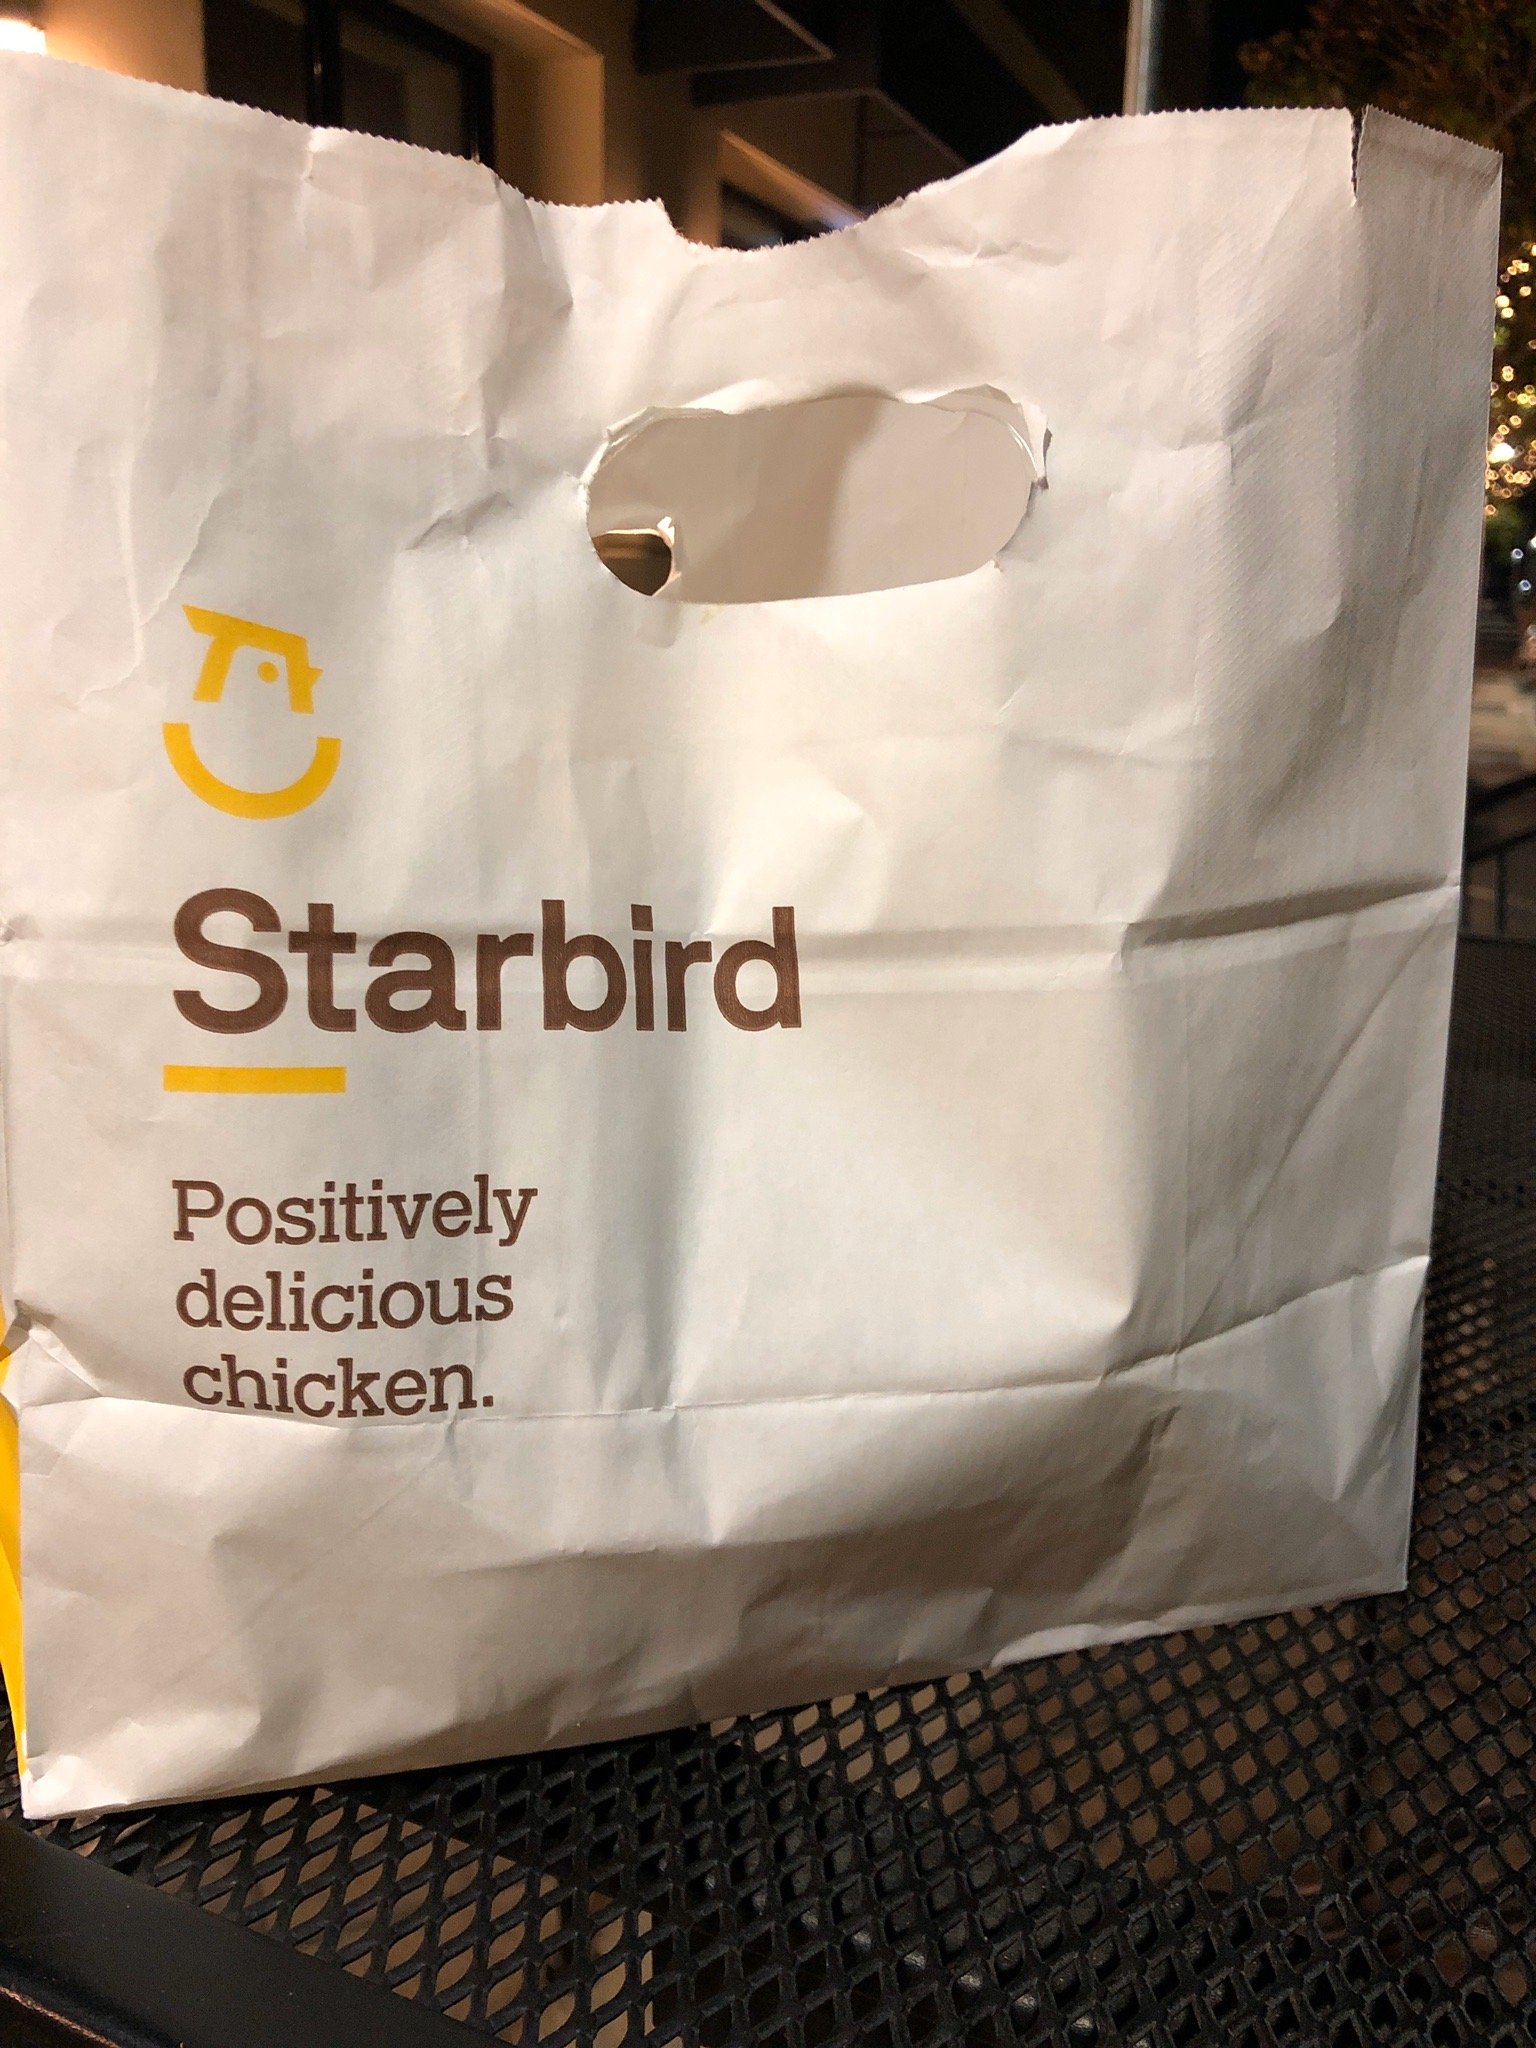 Starbird
Positively
delicious
chicken.